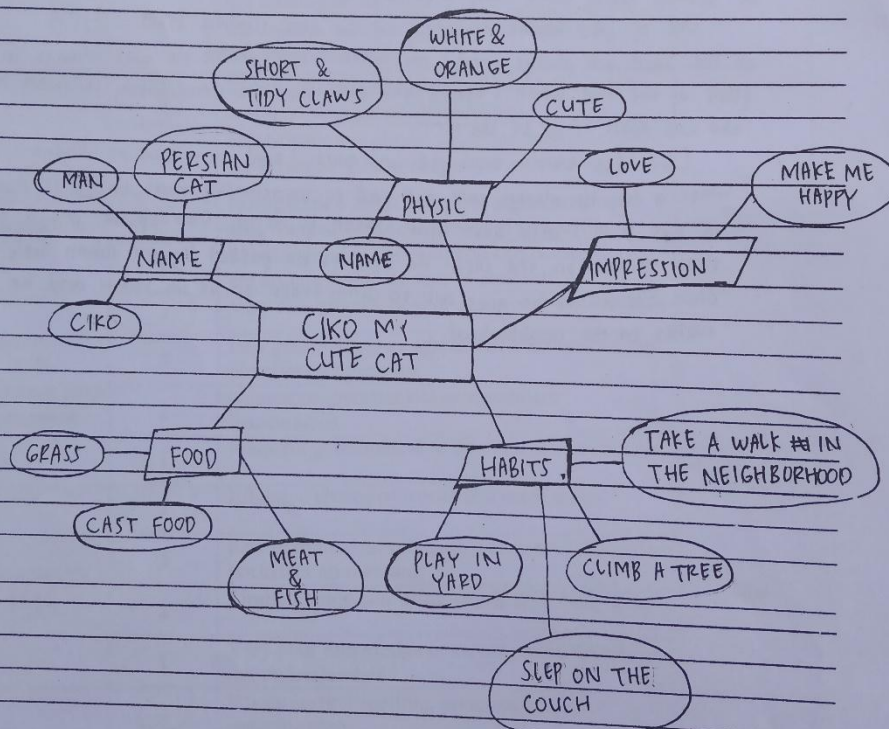 WHITE &
ORANGE
SHORT &
TIDY CLAWS
CUTE
PERSIAN
CAT
MAN
LOVE
MAKE ME
HAPPY
PHYSIC
NAME
NAME
IMPRESSION
CIKO
CIKO MY
CUTE CAT
GRASS
FOOD
HABITS.
TAKE A WALK IN
THE NEIGHBORHOOD
CAST FOOD
MEAT
&
FISH
PLAY IN
YARD
CLIMB A TREE
SLEP ON THE
COUCH